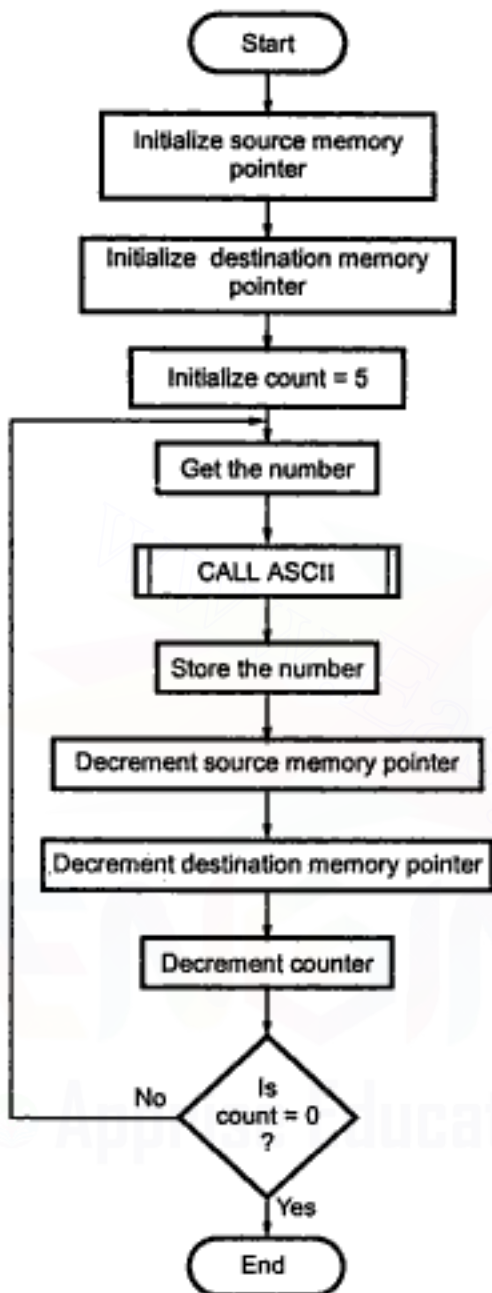 Start
Initialize source memory
pointer
Initialize destination memory
pointer
Initialize count = 5
Get the number
CALL ASCII
Store the number
Decrement source memory pointer
Decrement destination memory pointer
Decrement counter
Is
count = 0
?
No
Yes
End